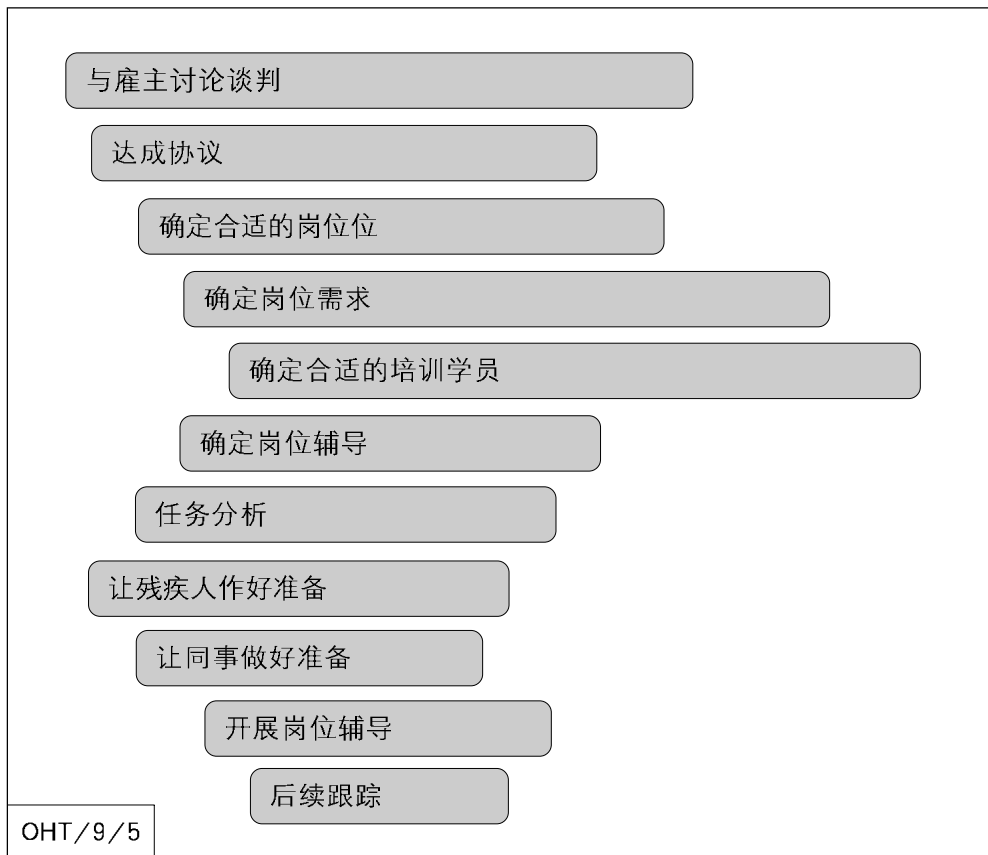 与雇主讨论谈判
达成协议
确定合适的岗位位
确定岗位需求
确定合适的培训学员
确定岗位辅导
任务分析
让残疾人作好准备
让同事做好准备
开展岗位辅导
后续跟踪
OHT/9/5